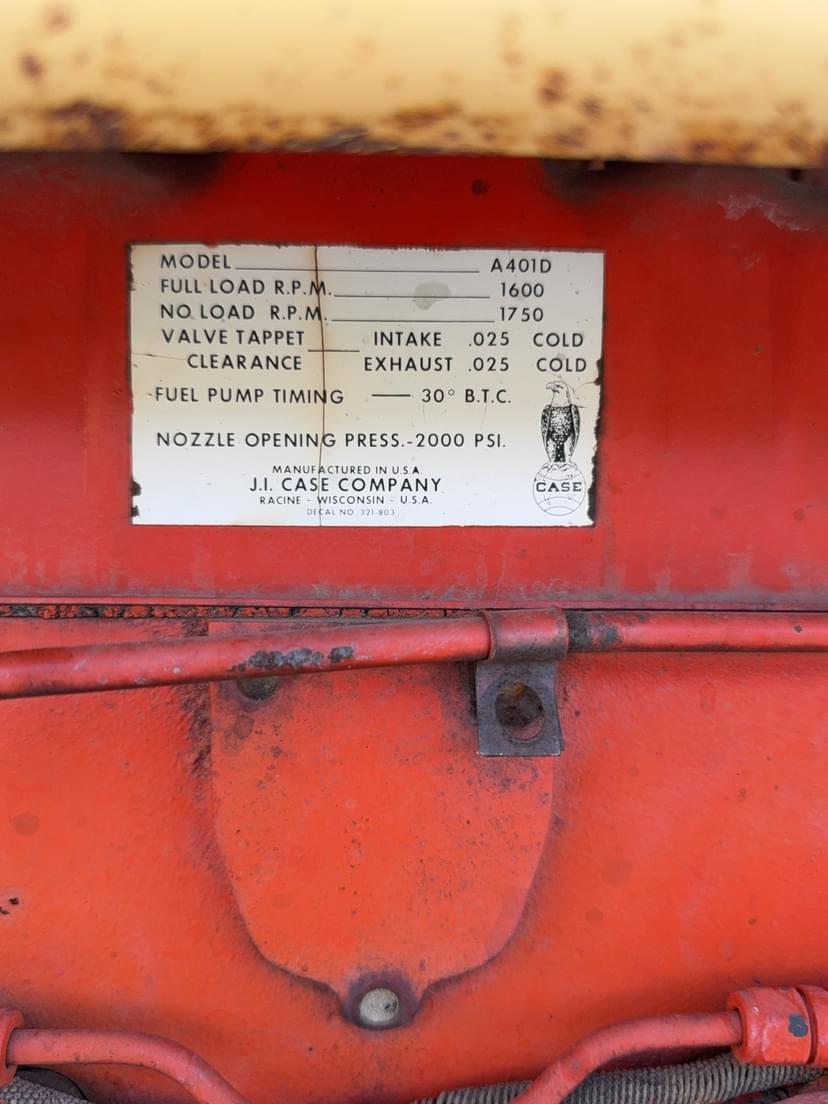 MODEL A401D
FULL LOAD R.P.M. 1600
NO LOAD R.P.M. 1750
VALVE TAPPET INTAKE .025 COLD
CLEARANCE EXHAUST .025 COLD
FUEL PUMP TIMING — 30° B.T.C.
NOZZLE OPENING PRESS.-2000 PSI.
MANUFACTURED IN U.S.A.
J.I. CASE COMPANY
RACINE - WISCONSIN - U.S.A.
DECAL NO. 321-803
CASE